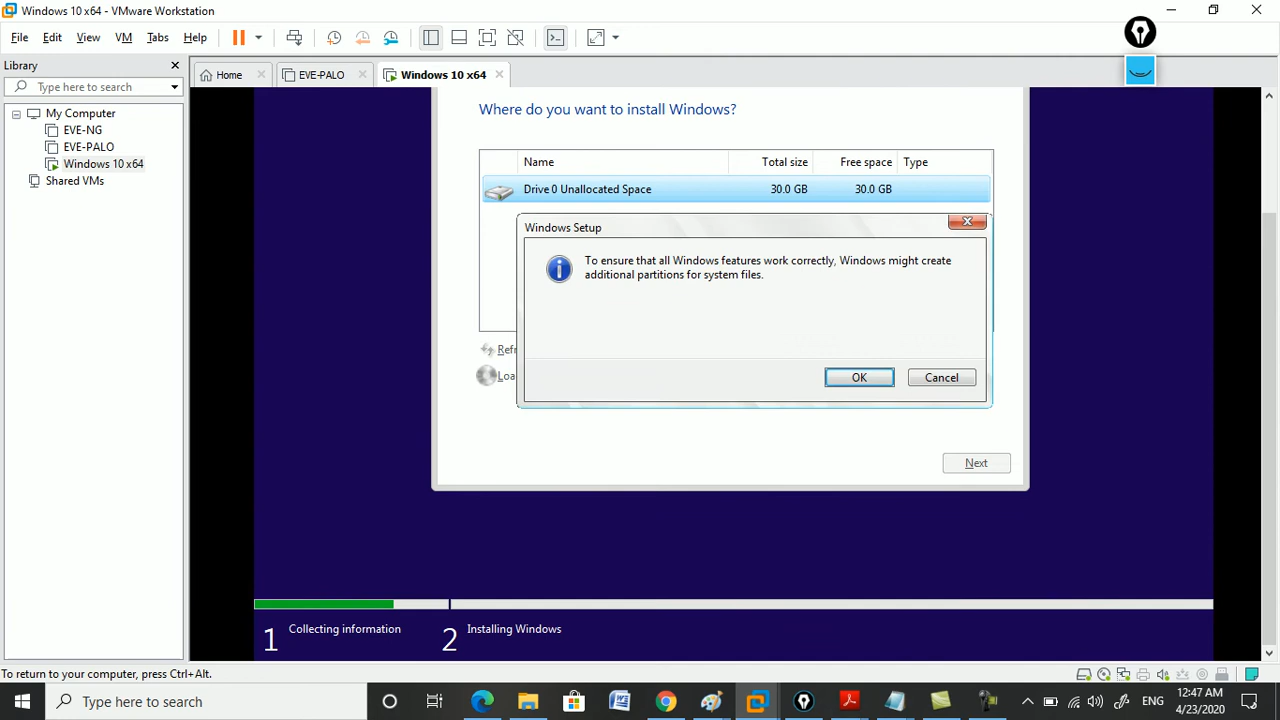 Windows 10 x64 - VMware Workstation
File Edit View VM Tabs Help
Library
Type here to search
My Computer
EVE-NG
EVE-PALO
Windows 10 x64
Shared VMs
Home EVE-PALO Windows 10 x64
Where do you want to install Windows?
Name Total size Free space Type
Drive 0 Unallocated Space 30.0 GB 30.0 GB
Windows Setup
To ensure that all Windows features work correctly, Windows might create
additional partitions for system files.
Refr
Loa
OK Cancel
Next
1 Collecting information 2 Installing Windows
To return to your computer, press Ctrl+Alt.
Type here to search
ENG
12:47 AM
4/23/2020